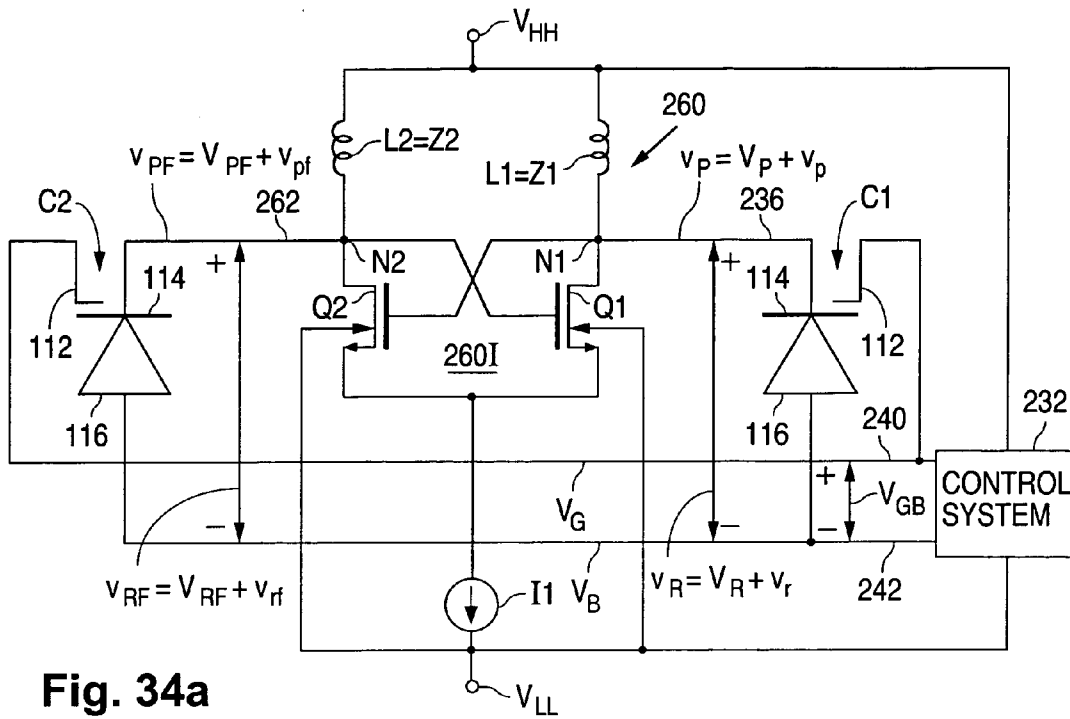 V_HH
260
L2=Z2
L1=Z1
v_PF = V_PF + v_pf
v_P = V_P + v_p
C2
262
236
C1
N2
N1
114
114
Q2
Q1
112
112
260I
232
116
116
240
+
−
+
−
+
−
V_G
V_GB
CONTROL
SYSTEM
v_RF = V_RF + v_rf
V_B
v_R = V_R + v_r
242
I1
Fig. 34a
V_LL